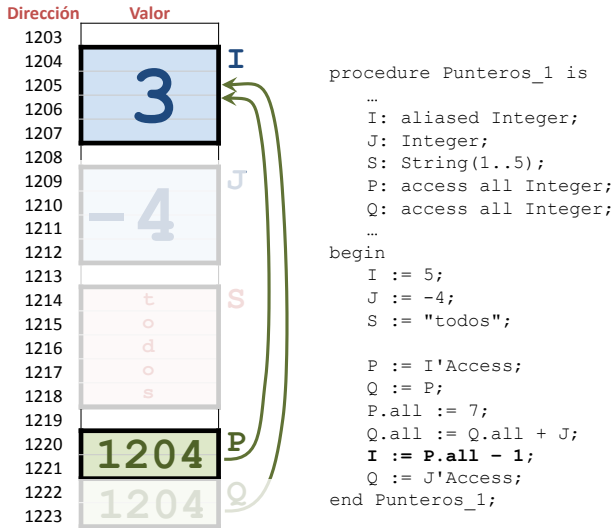 Dirección Valor
1203
1204
1205
1206
1207
1208
1209
1210
1211
1212
1213
1214
1215
1216
1217
1218
1219
1220
1221
1222
1223
3
I
-4
J
t
o
d
o
s
S
1204
P
1204
Q
procedure Punteros_1 is
…
I: aliased Integer;
J: Integer;
S: String(1..5);
P: access all Integer;
Q: access all Integer;
…
begin
I := 5;
J := -4;
S := "todos";
P := I'Access;
Q := P;
P.all := 7;
Q.all := Q.all + J;
I := P.all – 1;
Q := J'Access;
end Punteros_1;